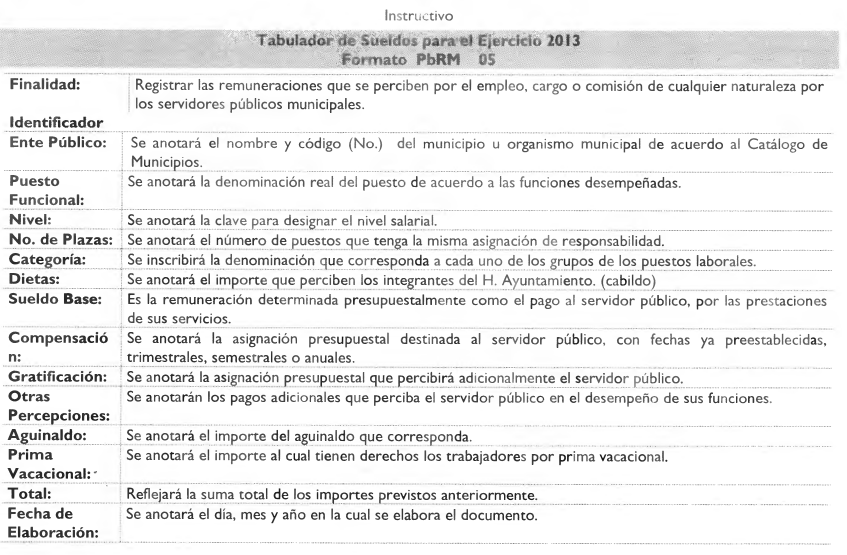 Instructivo
Tabulador de Sueldos para el Ejercicio 2013
Formato PbRM 05
Finalidad: Registrar las remuneraciones que se perciben por el empleo, cargo o comisión de cualquier naturaleza por
los servidores públicos municipales.
Identificador
Ente Público: Se anotará el nombre y código (No.) del municipio u organismo municipal de acuerdo al Catálogo de
Municipios.
Puesto Se anotará la denominación real del puesto de acuerdo a las funciones desempeñadas.
Funcional:
Nivel: Se anotará la clave para designar el nivel salarial.
No. de Plazas: Se anotará el número de puestos que tenga la misma asignación de responsabilidad.
Categoría: Se inscribirá la denominación que corresponda a cada uno de los grupos de los puestos laborales.
Dietas: Se anotará el importe que perciben los integrantes del H. Ayuntamiento. (cabildo)
Sueldo Base: Es la remuneración determinada presupuestalmente como el pago al servidor público, por las prestaciones
de sus servicios.
Compensació Se anotará la asignación presupuestal destinada al servidor público, con fechas ya preestablecidas,
n: trimestrales, semestrales o anuales.
Gratificación: Se anotará la asignación presupuestal que percibirá adicionalmente el servidor público.
Otras Se anotarán los pagos adicionales que perciba el servidor público en el desempeño de sus funciones.
Percepciones:
Aguinaldo: Se anotará el importe del aguinaldo que corresponda.
Prima Se anotará el importe al cual tienen derechos los trabajadores por prima vacacional.
Vacacional:
Total: Reflejará la suma total de los importes previstos anteriormente.
Fecha de Se anotará el día, mes y año en la cual se elabora el documento.
Elaboración: